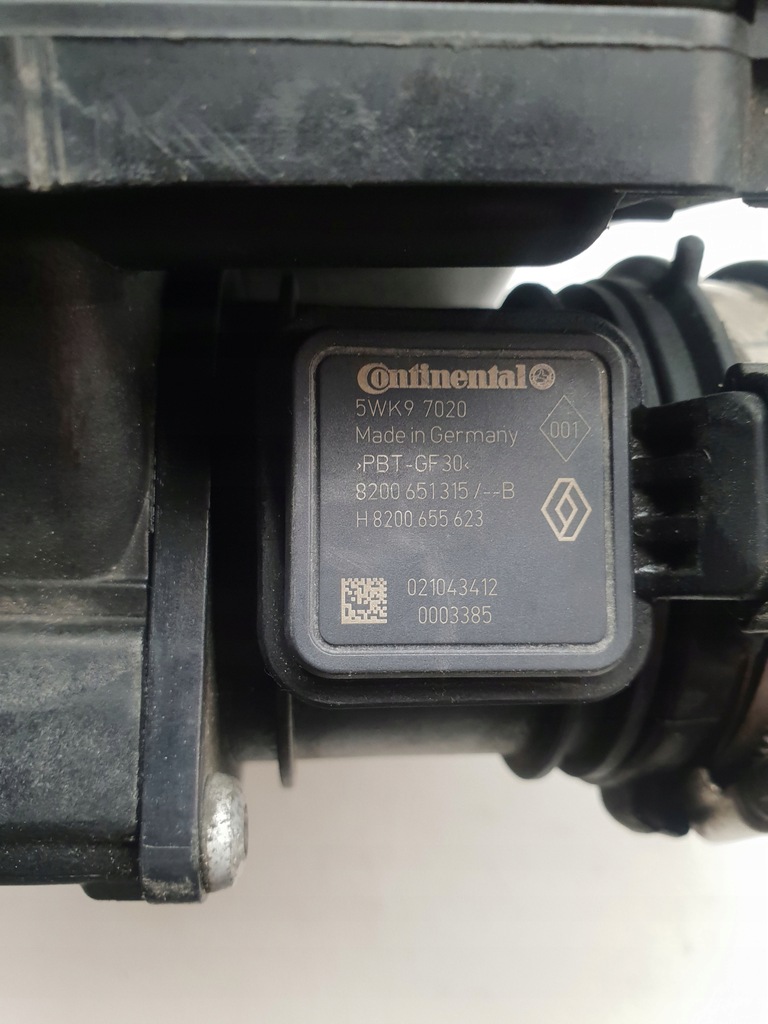 Continental
5WK9 7020
Made in Germany
001
›PBT-GF30‹
8200 651 315 /--B
H 8200 655 623
021043412
0003385